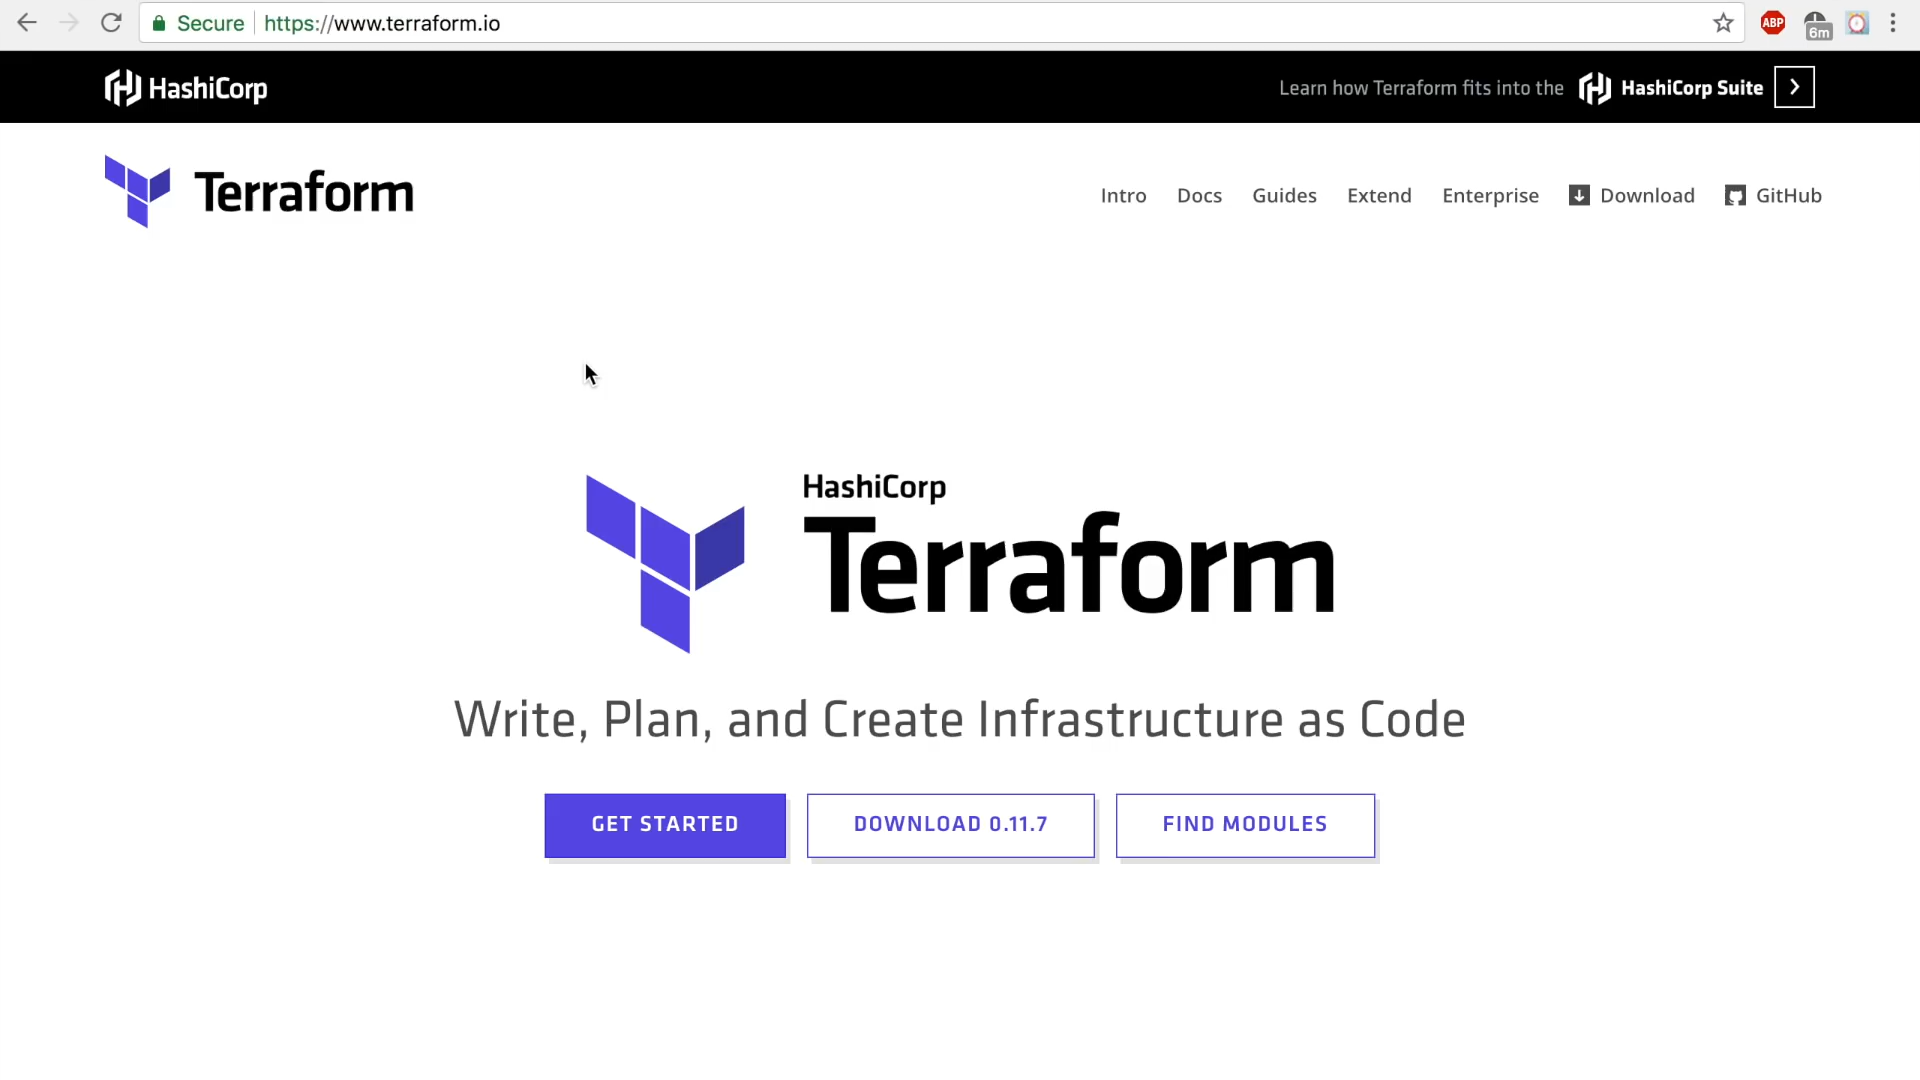 Secure https://www.terraform.io
ABP
6m
HashiCorp
Learn how Terraform fits into the HashiCorp Suite
Terraform
Intro Docs Guides Extend Enterprise Download GitHub
HashiCorp
Terraform
Write, Plan, and Create Infrastructure as Code
GET STARTED DOWNLOAD 0.11.7 FIND MODULES